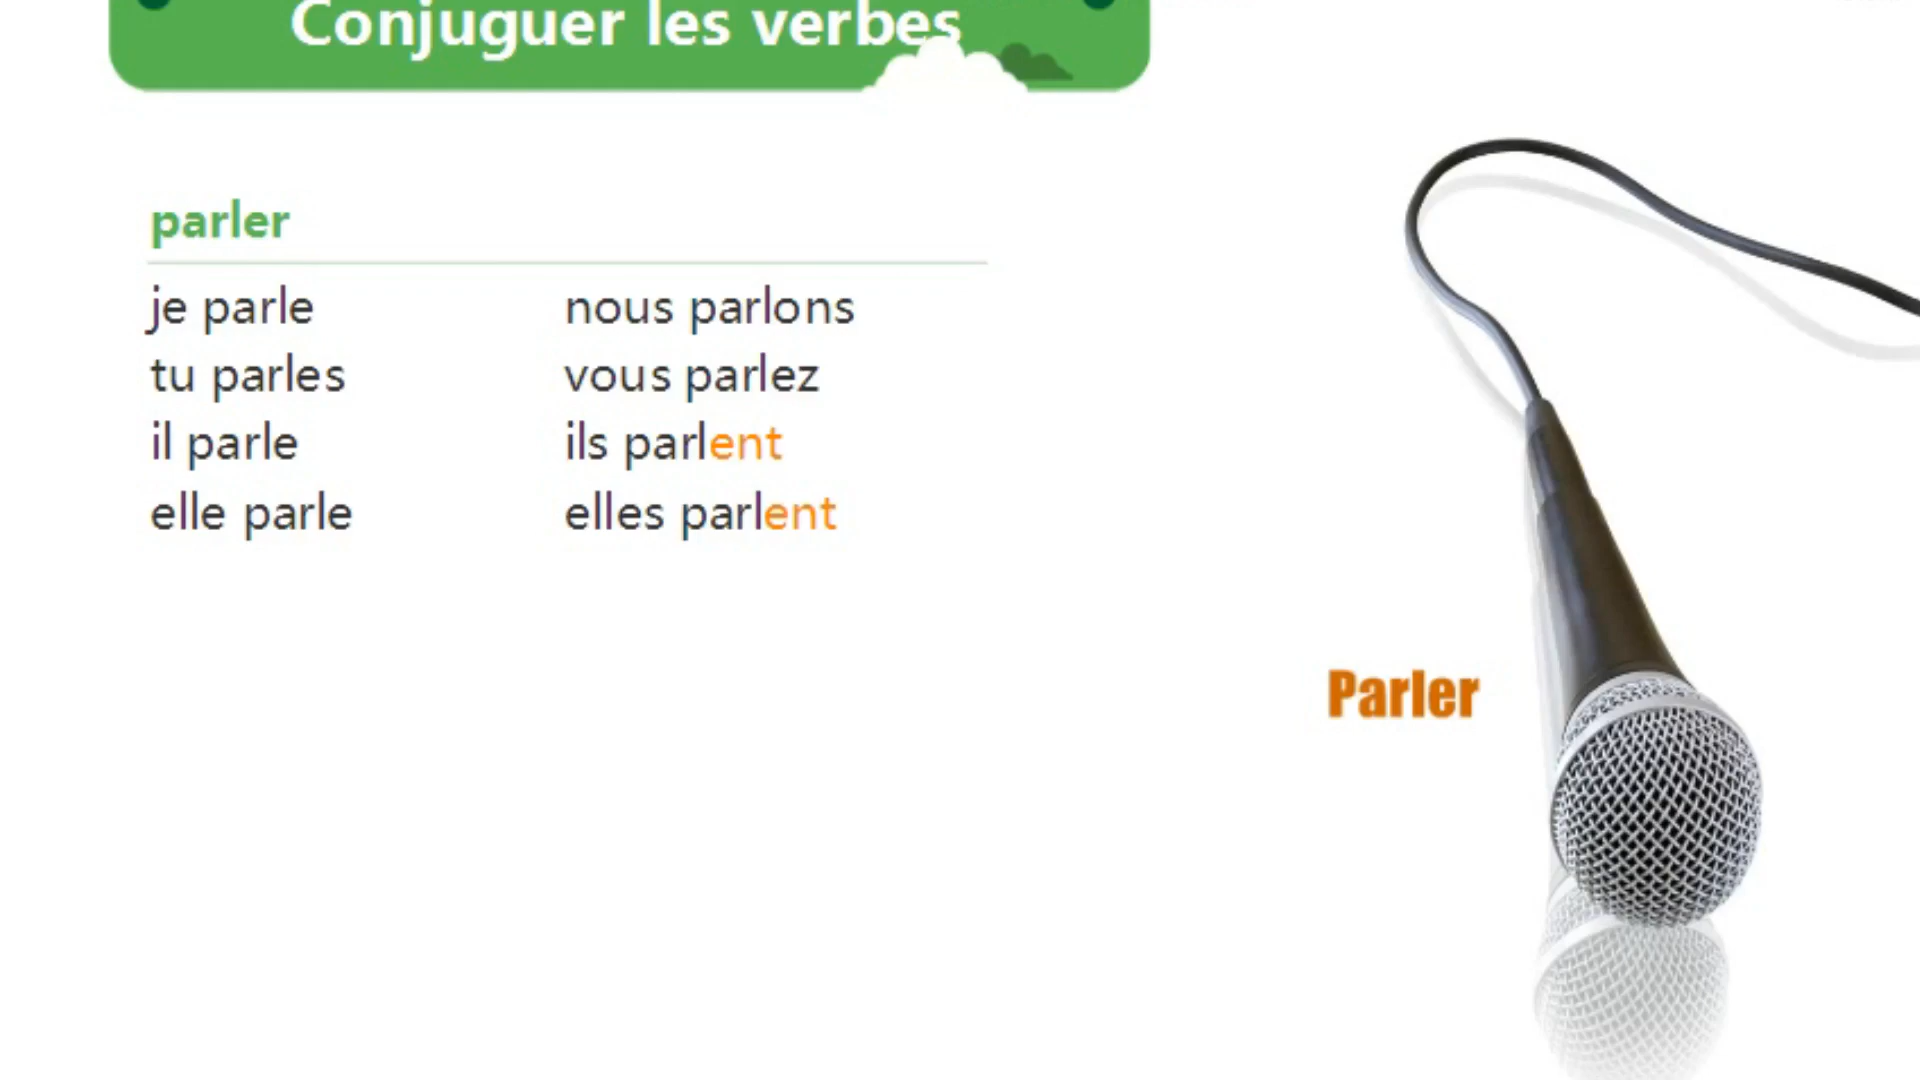 Conjuguer les verbes
parler
je parle
tu parles
il parle
elle parle
nous parlons
vous parlez
ils parlent
elles parlent
Parler